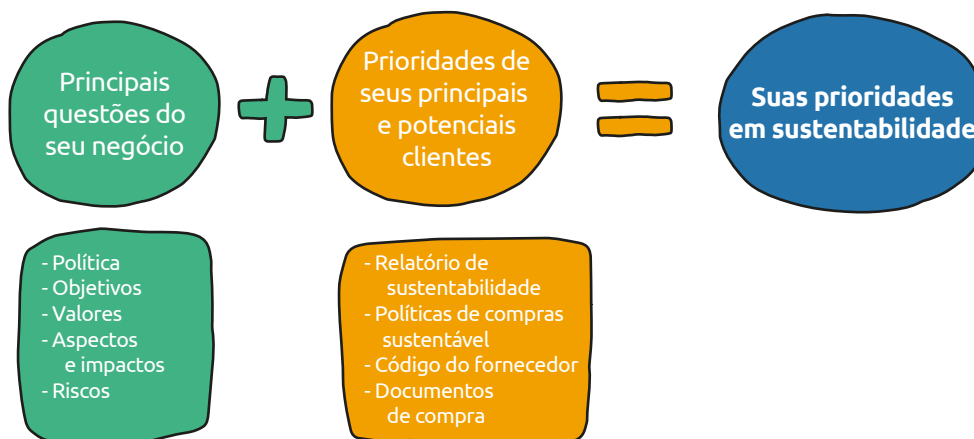 Principais
questões do
seu negócio
Prioridades de
seus principais
e potenciais
clientes
Suas prioridades
em sustentabilidade
- Política
- Objetivos
- Valores
- Aspectos
e impactos
- Riscos
- Relatório de
sustentabilidade
- Políticas de compras
sustentável
- Código do fornecedor
- Documentos
de compra